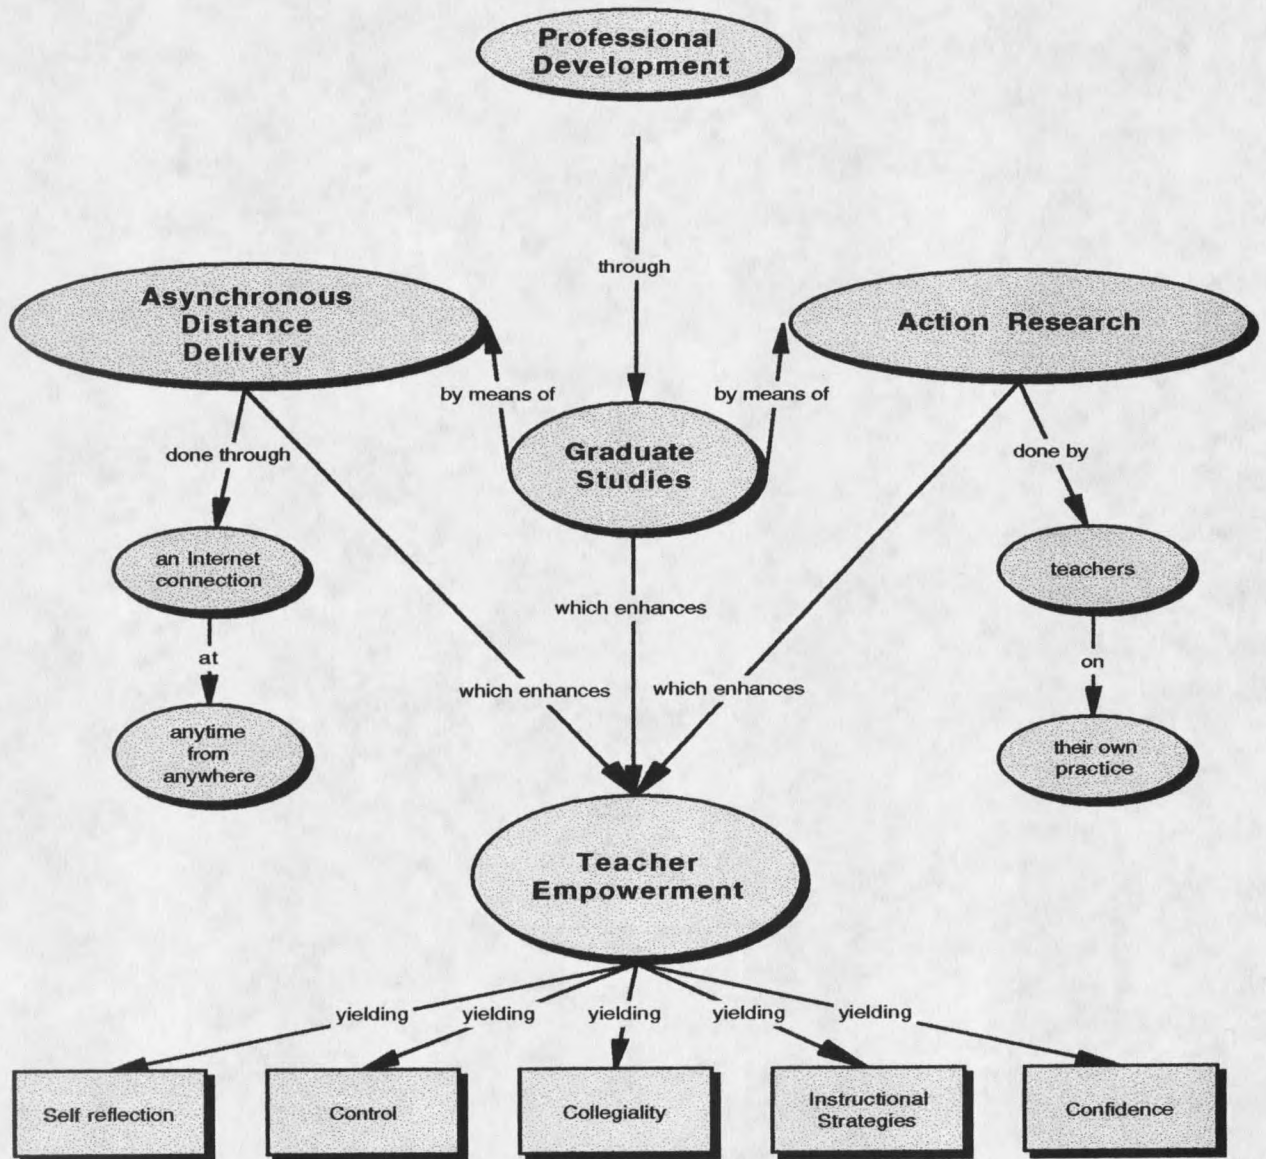 Professional
Development
through
Asynchronous
Distance
Delivery
Action Research
by means of
by means of
Graduate
Studies
done through
done by
an Internet
connection
teachers
which enhances
at
on
which enhances
which enhances
anytime
from
anywhere
their own
practice
Teacher
Empowerment
yielding
yielding
yielding
yielding
yielding
Self reflection
Control
Collegiality
Instructional
Strategies
Confidence